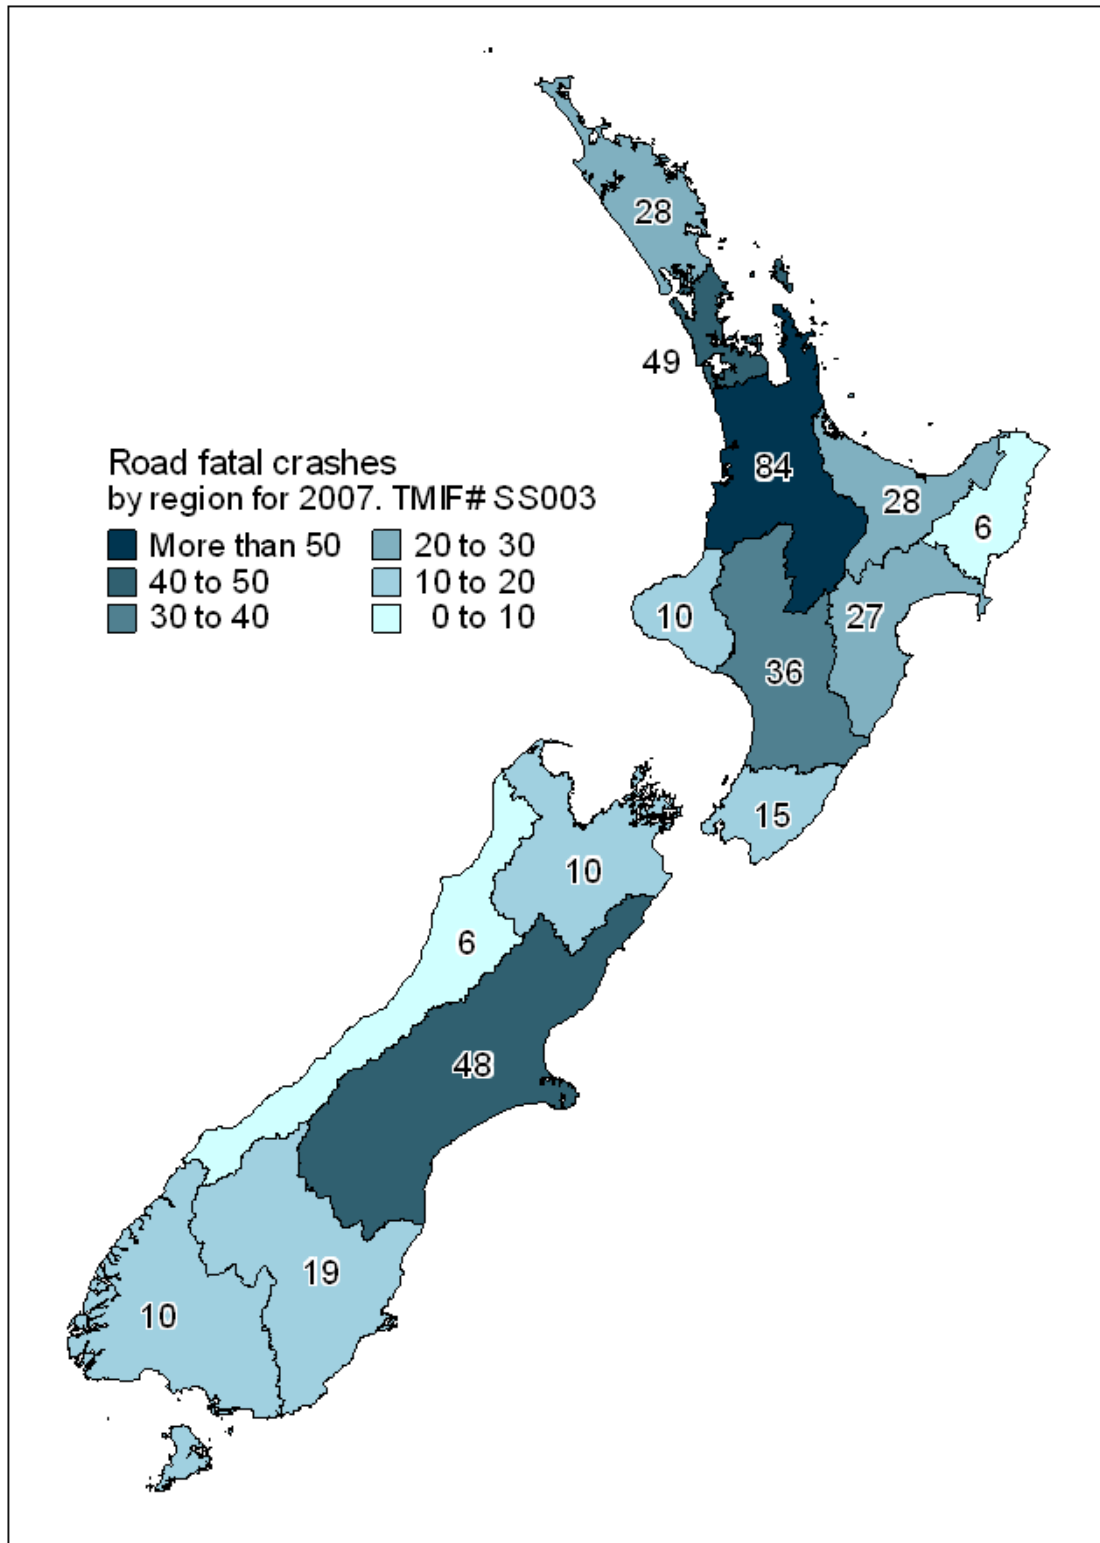 28
49
84
28
6
Road fatal crashes
by region for 2007. TMIF# SS003
More than 50
20 to 30
40 to 50
10 to 20
30 to 40
0 to 10
10
27
36
15
10
6
48
19
10